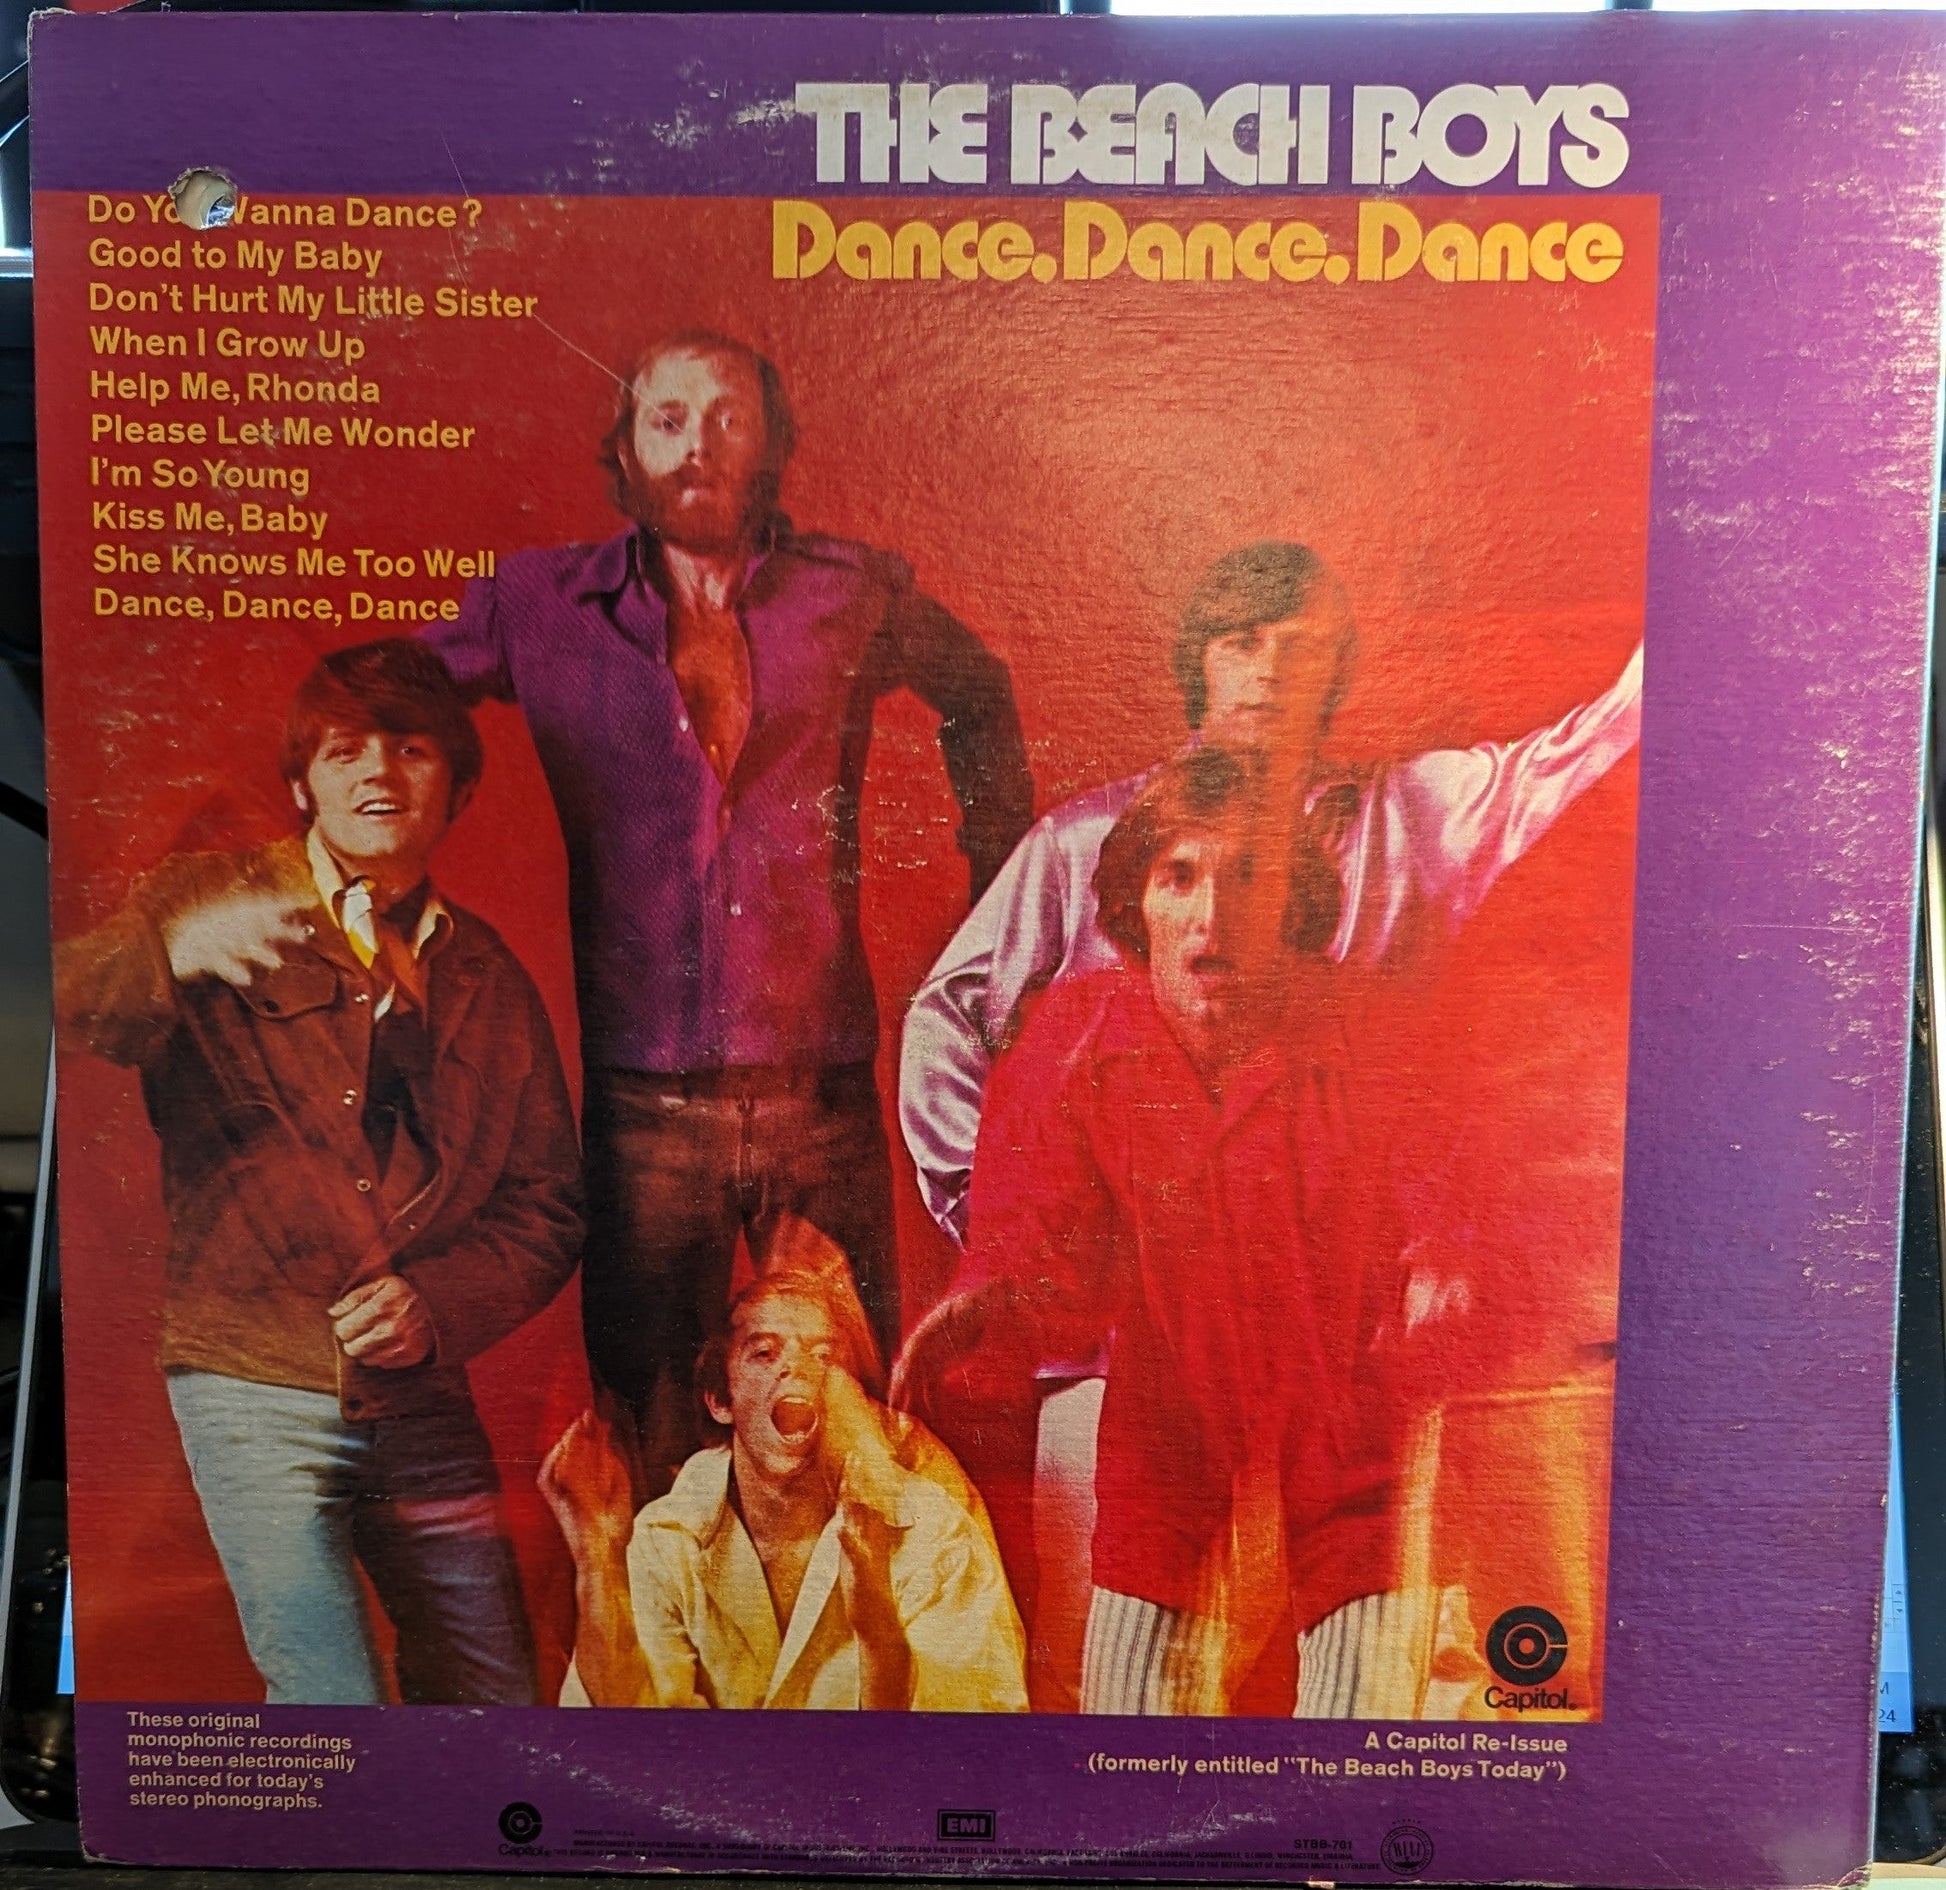 THE BEACH BOYS
Dance, Dance, Dance
Do Yo Wanna Dance?
Good to My Baby
Don't Hurt My Little Sister
When I Grow Up
Help Me, Rhonda
Please Let Me Wonder
I'm So Young
Kiss Me, Baby
She Knows Me Too Well
Dance, Dance, Dance
Capitol®
These original
monophonic recordings
have been electronically
enhanced for today's
stereo phonographs.
A Capitol Re-Issue
(formerly entitled "The Beach Boys Today")
Capitol®
EMI
STBB-701
24